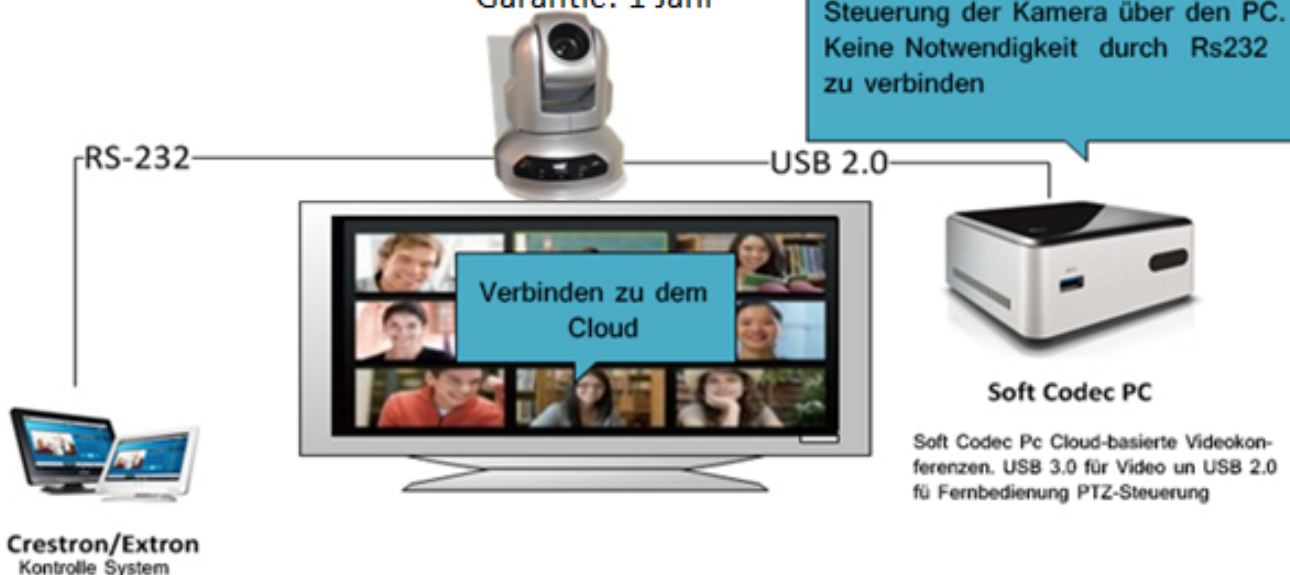 Garantie: 1 Jahr
Steuerung der Kamera über den PC.
Keine Notwendigkeit durch Rs232
zu verbinden
RS-232
USB 2.0
Verbinden zu dem
Cloud
Soft Codec PC
Soft Codec Pc Cloud-basierte Videokon-
ferenzen. USB 3.0 für Video un USB 2.0
fü Fernbedienung PTZ-Steuerung
Crestron/Extron
Kontrolle System